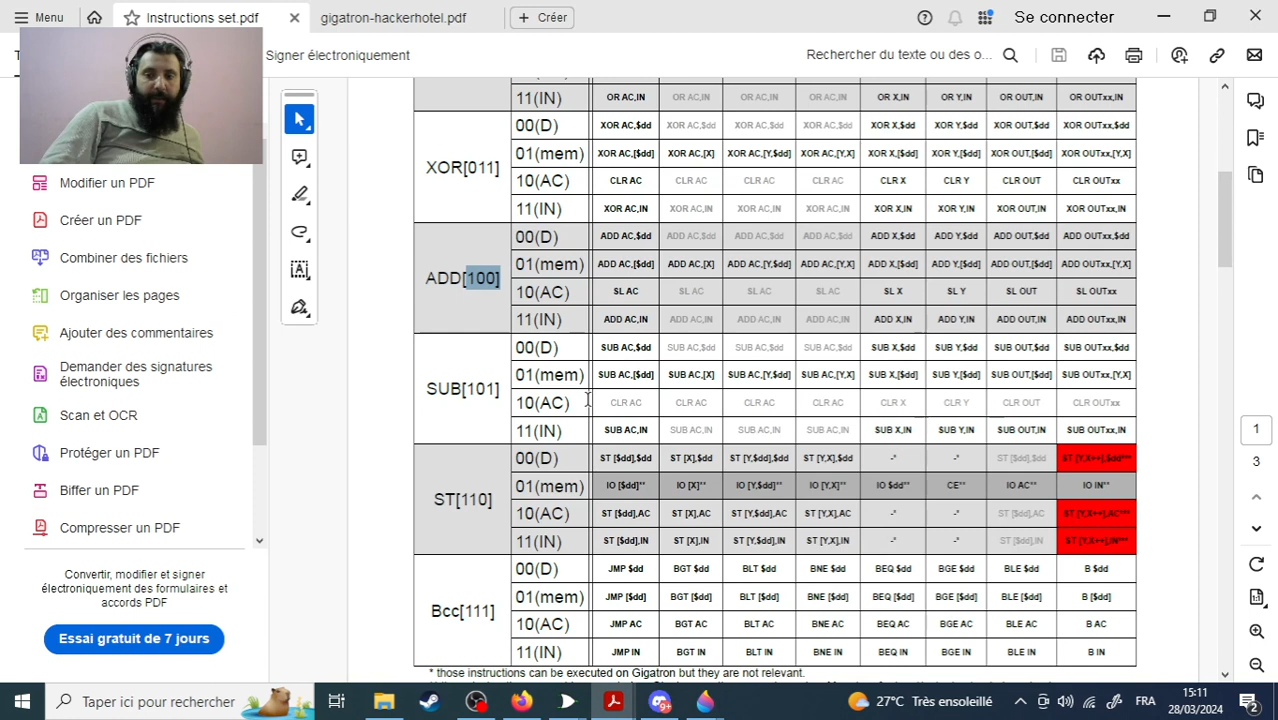 Menu Instructions set.pdf gigatron-hackerhotel.pdf Créer Se connecter
Signer électroniquement Rechercher du texte ou des o...
Modifier un PDF
Créer un PDF
Combiner des fichiers
Organiser les pages
Ajouter des commentaires
Demander des signatures
électroniques
Scan et OCR
Protéger un PDF
Biffer un PDF
Compresser un PDF
Convertir, modifier et signer
électroniquement des formulaires et
accords PDF
Essai gratuit de 7 jours
11(IN) OR AC,IN OR AC,IN OR AC,IN OR AC,IN OR X,IN OR Y,IN OR OUT,IN OR OUTxx,IN
XOR[011]
00(D) XOR AC,$dd XOR AC,$dd XOR AC,$dd XOR AC,$dd XOR X,$dd XOR Y,$dd XOR OUT,$dd XOR OUTxx,$dd
01(mem) XOR AC,[$dd] XOR AC,[X] XOR AC,[Y,$dd] XOR AC,[Y,X] XOR X,[$dd] XOR Y,[$dd] XOR OUT,[$dd] XOR OUTxx,[Y,X]
10(AC) CLR AC CLR AC CLR AC CLR AC CLR X CLR Y CLR OUT CLR OUTxx
11(IN) XOR AC,IN XOR AC,IN XOR AC,IN XOR AC,IN XOR X,IN XOR Y,IN XOR OUT,IN XOR OUTxx,IN
ADD[100]
00(D) ADD AC,$dd ADD AC,$dd ADD AC,$dd ADD AC,$dd ADD X,$dd ADD Y,$dd ADD OUT,$dd ADD OUTxx,$dd
01(mem) ADD AC,[$dd] ADD AC,[X] ADD AC,[Y,$dd] ADD AC,[Y,X] ADD X,[$dd] ADD Y,[$dd] ADD OUT,[$dd] ADD OUTxx,[Y,X]
10(AC) SL AC SL AC SL AC SL AC SL X SL Y SL OUT SL OUTxx
11(IN) ADD AC,IN ADD AC,IN ADD AC,IN ADD AC,IN ADD X,IN ADD Y,IN ADD OUT,IN ADD OUTxx,IN
SUB[101]
00(D) SUB AC,$dd SUB AC,$dd SUB AC,$dd SUB AC,$dd SUB X,$dd SUB Y,$dd SUB OUT,$dd SUB OUTxx,$dd
01(mem) SUB AC,[$dd] SUB AC,[X] SUB AC,[Y,$dd] SUB AC,[Y,X] SUB X,[$dd] SUB Y,[$dd] SUB OUT,[$dd] SUB OUTxx,[Y,X]
10(AC) CLR AC CLR AC CLR AC CLR AC CLR X CLR Y CLR OUT CLR OUTxx
11(IN) SUB AC,IN SUB AC,IN SUB AC,IN SUB AC,IN SUB X,IN SUB Y,IN SUB OUT,IN SUB OUTxx,IN
ST[110]
00(D) ST [$dd],$dd ST [X],$dd ST [Y,$dd],$dd ST [Y,X],$dd -* -* ST [$dd],$dd ST [Y,X++],$dd***
01(mem) IO [$dd]** IO [X]** IO [Y,$dd]** IO [Y,X]** IO $dd** CE** IO AC** IO IN**
10(AC) ST [$dd],AC ST [X],AC ST [Y,$dd],AC ST [Y,X],AC -* -* ST [$dd],AC ST [Y,X++],AC***
11(IN) ST [$dd],IN ST [X],IN ST [Y,$dd],IN ST [Y,X],IN -* -* ST [$dd],IN ST [Y,X++],IN***
Bcc[111]
00(D) JMP $dd BGT $dd BLT $dd BNE $dd BEQ $dd BGE $dd BLE $dd B $dd
01(mem) JMP [$dd] BGT [$dd] BLT [$dd] BNE [$dd] BEQ [$dd] BGE [$dd] BLE [$dd] B [$dd]
10(AC) JMP AC BGT AC BLT AC BNE AC BEQ AC BGE AC BLE AC B AC
11(IN) JMP IN BGT IN BLT IN BNE IN BEQ IN BGE IN BLE IN B IN
* those instructions can be executed on Gigatron but they are not relevant.
1
3
Taper ici pour rechercher 9+ 27°C Très ensoleillé FRA 15:11
28/03/2024 2